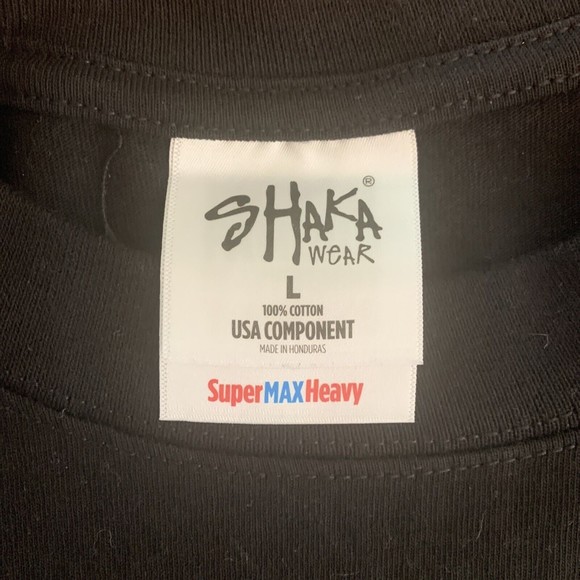 SHAKA®
WEAR
L
100% COTTON
USA COMPONENT
MADE IN HONDURAS
SuperMAXHeavy